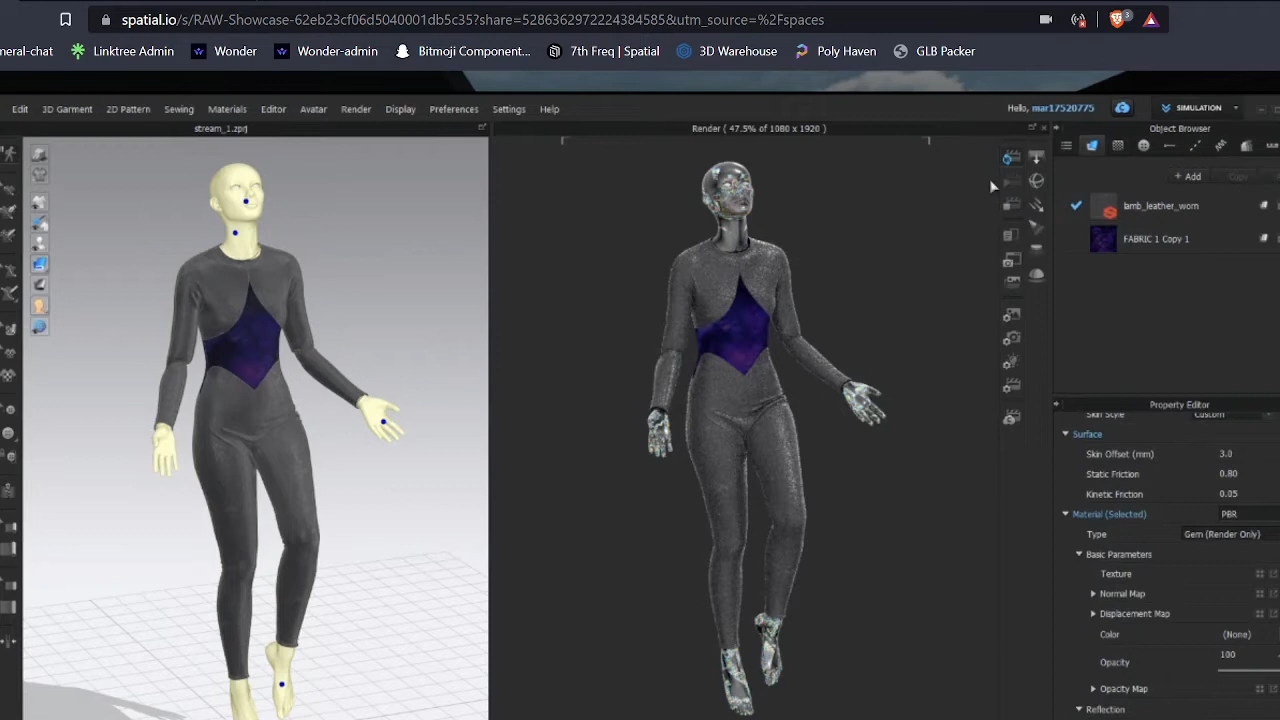 spatial.io/s/RAW-Showcase-62eb23cf06d5040001db5c35?share=5286362972224384585&utm_source=%2Fspaces
3
neral-chat Linktree Admin Wonder Wonder-admin Bitmoji Component... 7th Freq | Spatial 3D Warehouse Poly Haven GLB Packer
Edit 3D Garment 2D Pattern Sewing Materials Editor Avatar Render Display Preferences Settings Help Hello, mar17520775 SIMULATION
stream_1.zprj Render ( 47.5% of 1080 x 1920 ) Object Browser
+ Add Copy
lamb_leather_worn
FABRIC 1 Copy 1
Property Editor
Skin Style Custom
Surface
Skin Offset (mm) 3.0
Static Friction 0.80
Kinetic Friction 0.05
Material (Selected) PBR
Type Gem (Render Only)
Basic Parameters
Texture
Normal Map
Displacement Map
Color (None)
Opacity 100
Opacity Map
Reflection